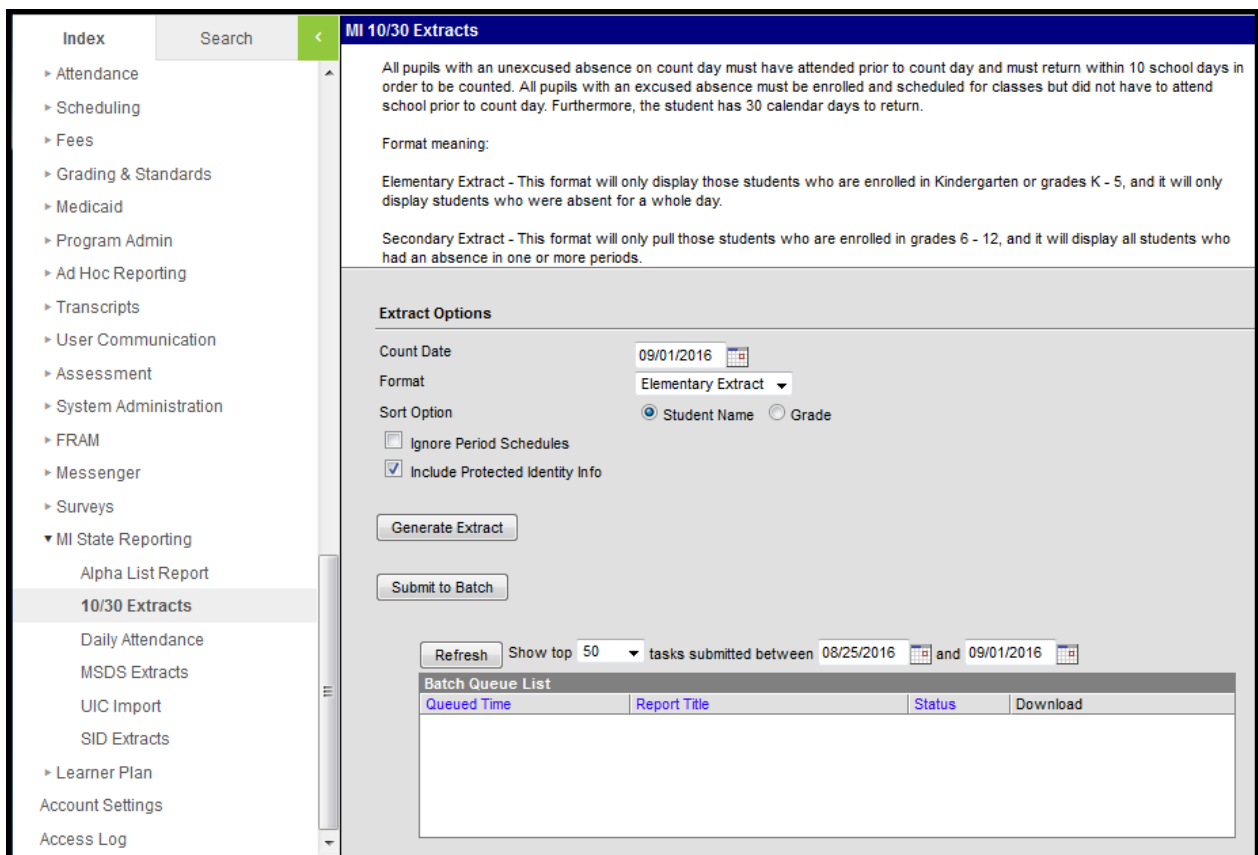 Index
Search
Attendance
Scheduling
Fees
Grading & Standards
Medicaid
Program Admin
Ad Hoc Reporting
Transcripts
User Communication
Assessment
System Administration
FRAM
Messenger
Surveys
MI State Reporting
Alpha List Report
10/30 Extracts
Daily Attendance
MSDS Extracts
UIC Import
SID Extracts
Learner Plan
Account Settings
Access Log
MI 10/30 Extracts
All pupils with an unexcused absence on count day must have attended prior to count day and must return within 10 school days in
order to be counted. All pupils with an excused absence must be enrolled and scheduled for classes but did not have to attend
school prior to count day. Furthermore, the student has 30 calendar days to return.
Format meaning:
Elementary Extract - This format will only display those students who are enrolled in Kindergarten or grades K - 5, and it will only
display students who were absent for a whole day.
Secondary Extract - This format will only pull those students who are enrolled in grades 6 - 12, and it will display all students who
had an absence in one or more periods.
Extract Options
Count Date 09/01/2016
Format Elementary Extract
Sort Option Student Name Grade
Ignore Period Schedules
Include Protected Identity Info
Generate Extract
Submit to Batch
Refresh Show top 50 tasks submitted between 08/25/2016 and 09/01/2016
Batch Queue List
Queued Time Report Title Status Download